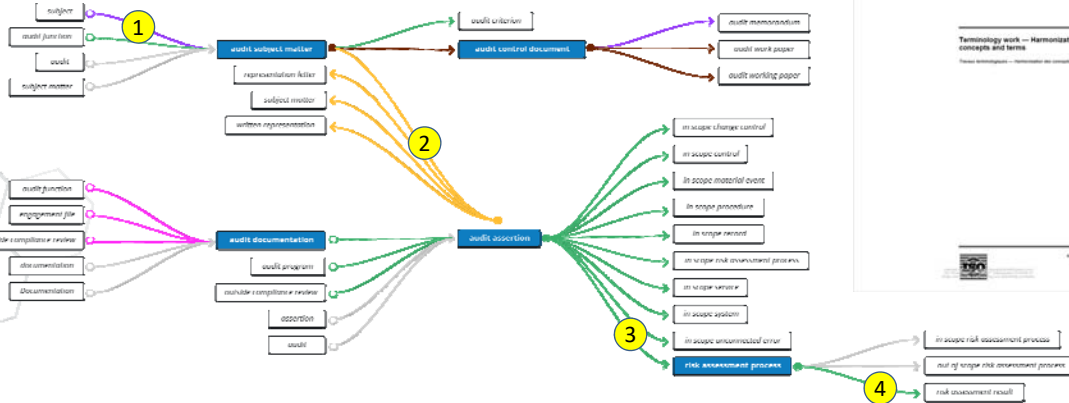 subject
audit function
audit
subject matter
1
audit subject matter
representation letter
subject matter
written representation
2
audit criterion
audit control document
audit memorandum
audit work paper
audit working paper
Terminology work — Harmonizat
concepts and terms
in scope change control
in scope control
in scope material event
in scope procedure
in scope record
in scope risk assessment process
in scope service
in scope system
in scope unconnected error
risk assessment process
3
audit function
engagement file
ide compliance review
documentation
Documentation
audit documentation
audit program
outside compliance review
assertion
audit
audit assertion
in scope risk assessment process
out of scope risk assessment process
risk assessment result
4
ISO